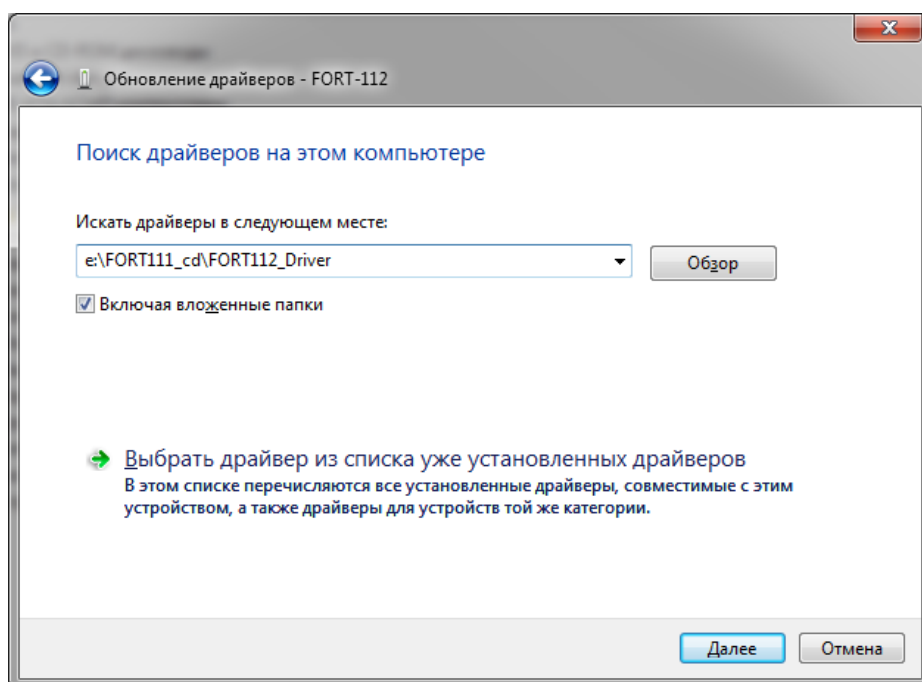 Обновление драйверов - FORT-112
Поиск драйверов на этом компьютере
Искать драйверы в следующем месте:
e:\FORT111_cd\FORT112_Driver
Обзор
Включая вложенные папки
Выбрать драйвер из списка уже установленных драйверов
В этом списке перечисляются все установленные драйверы, совместимые с этим
устройством, а также драйверы для устройств той же категории.
Далее
Отмена